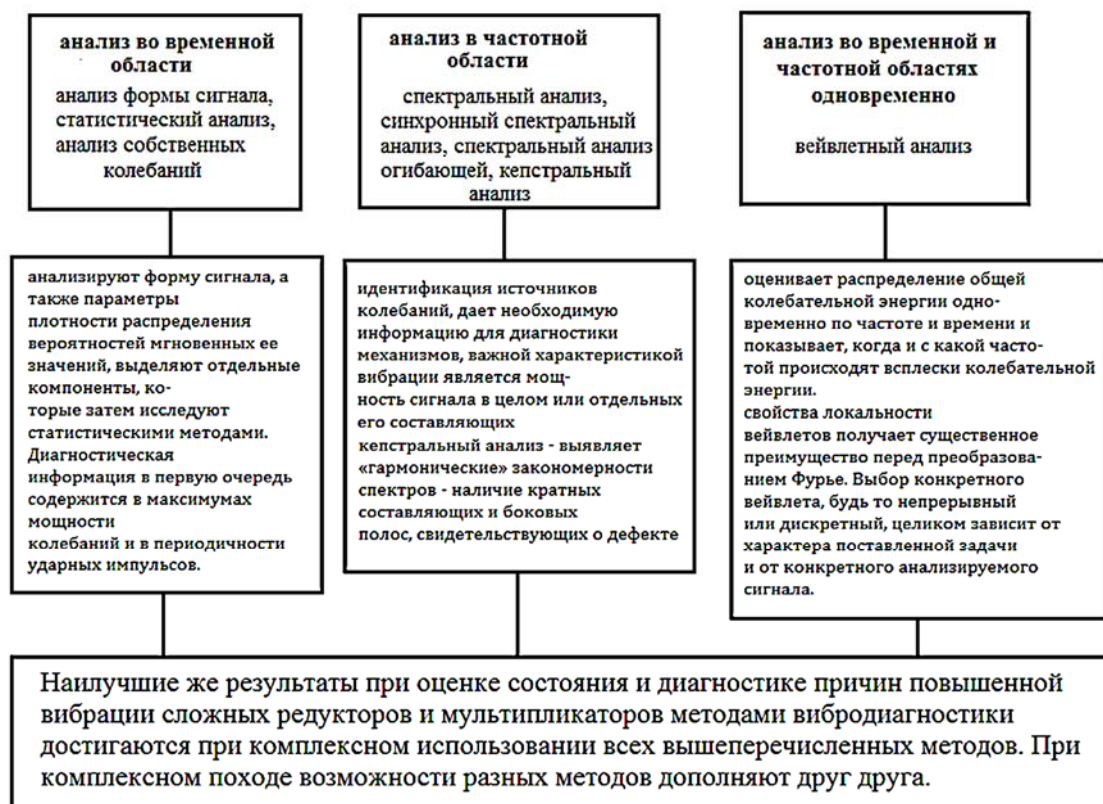 анализ во временной
области
анализ формы сигнала,
статистический анализ,
анализ собственных
колебаний
анализ в частотной
области
спектральный анализ,
синхронный спектральный
анализ, спектральный анализ
огибающей, кепстральный
анализ
анализ во временной и
частотной областях
одновременно
вейвлетный анализ
анализируют форму сигнала, а
также параметры
плотности распределения
вероятностей мгновенных ее
значений, выделяют отдельные
компоненты, ко-
торые затем исследуют
статистическими методами.
Диагностическая
информация в первую очередь
содержится в максимумах
мощности
колебаний и в периодичности
ударных импульсов.
идентификация источников
колебаний, дает необходимую
информацию для диагностики
механизмов, важной характеристикой
вибрации является мощ-
ность сигнала в целом или отдельных
его составляющих
кепстральный анализ - выявляет
«гармонические» закономерности
спектров - наличие кратных
составляющих и боковых
полос, свидетельствующих о дефекте
оценивает распределение общей
колебательной энергии одно-
временно по частоте и времени и
показывает, когда и с какой часто-
той происходят всплески колебательной
энергии.
свойства локальности
вейвлетов получает существенное
преимущество перед преобразова-
нием Фурье. Выбор конкретного
вейвлета, будь то непрерывный
или дискретный, целиком зависит от
характера поставленной задачи
и от конкретного анализируемого
сигнала.
Наилучшие же результаты при оценке состояния и диагностике причин повышенной
вибрации сложных редукторов и мультипликаторов методами вибродиагностики
достигаются при комплексном использовании всех вышеперечисленных методов. При
комплексном походе возможности разных методов дополняют друг друга.